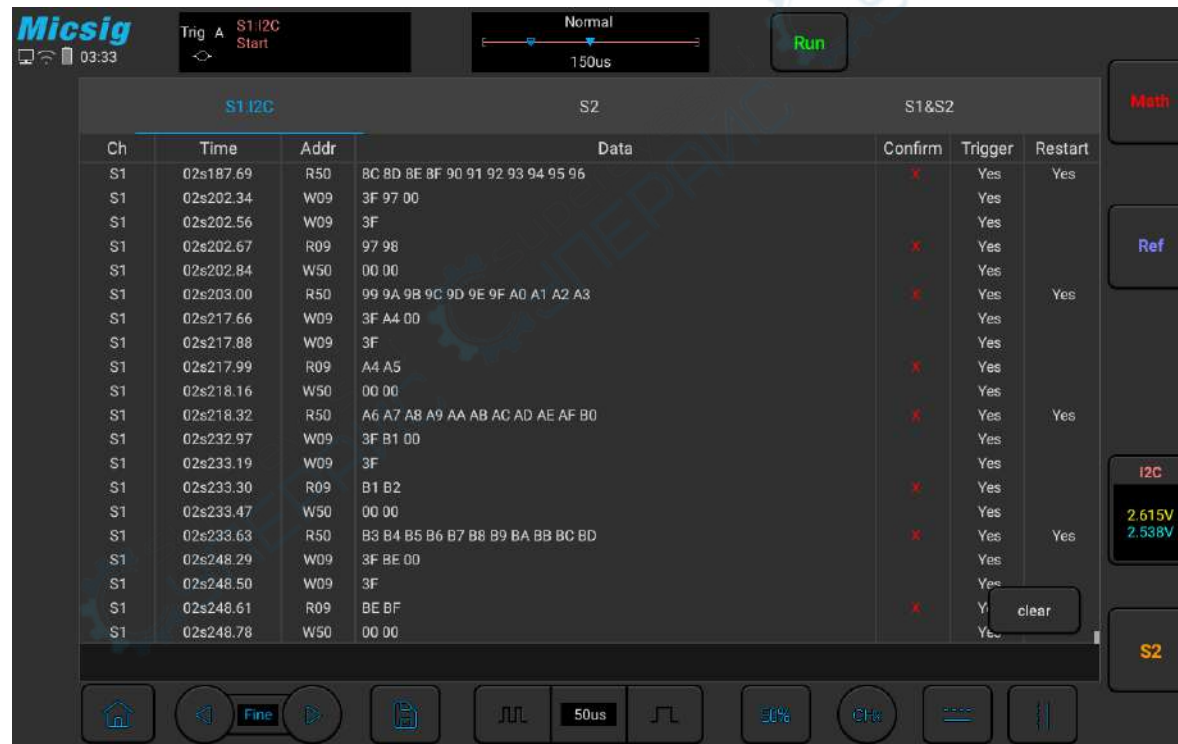 Micsig
03:33
Trig A S1:I2C
Start
Normal
150us
Run
Math
S1:I2C S2 S1&S2
Ch Time Addr Data Confirm Trigger Restart
S1 02s187.69 R50 8C 8D 8E 8F 90 91 92 93 94 95 96 X Yes Yes
S1 02s202.34 W09 3F 97 00 Yes
S1 02s202.56 W09 3F Yes
S1 02s202.67 R09 97 98 X Yes
S1 02s202.84 W50 00 00 Yes
S1 02s203.00 R50 99 9A 9B 9C 9D 9E 9F A0 A1 A2 A3 X Yes Yes
S1 02s217.66 W09 3F A4 00 Yes
S1 02s217.88 W09 3F Yes
S1 02s217.99 R09 A4 A5 X Yes
S1 02s218.16 W50 00 00 Yes
S1 02s218.32 R50 A6 A7 A8 A9 AA AB AC AD AE AF B0 X Yes Yes
S1 02s232.97 W09 3F B1 00 Yes
S1 02s233.19 W09 3F Yes
S1 02s233.30 R09 B1 B2 X Yes
S1 02s233.47 W50 00 00 Yes
S1 02s233.63 R50 B3 B4 B5 B6 B7 B8 B9 BA BB BC BD X Yes Yes
S1 02s248.29 W09 3F BE 00 Yes
S1 02s248.50 W09 3F Yes
S1 02s248.61 R09 BE BF X
S1 02s248.78 W50 00 00 Yes
clear
Ref
I2C
2.615V
2.538V
S2
Fine
50us
50%
CHx